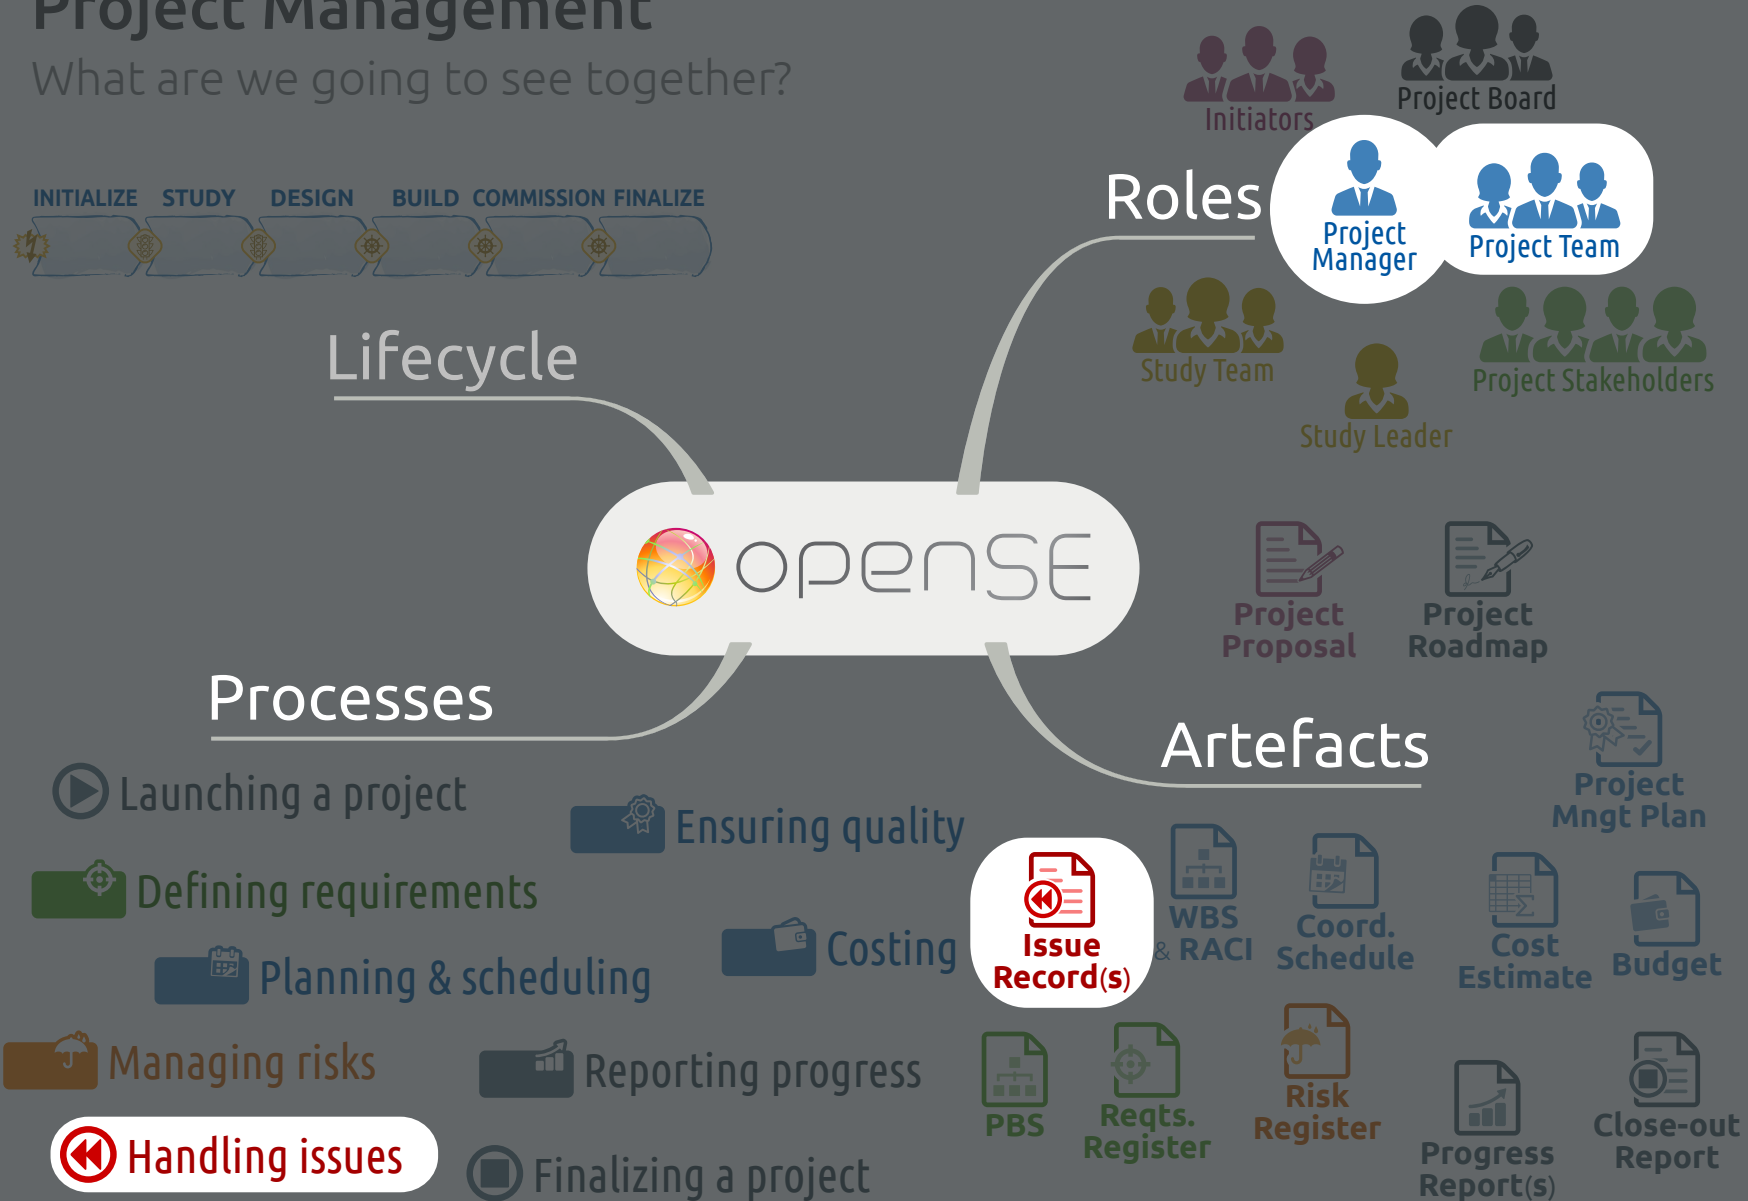 Project Management
What are we going to see together?
INITIALIZE STUDY DESIGN BUILD COMMISSION FINALIZE
Lifecycle
Roles
Initiators
Project Board
Project
Manager
Project Team
Study Team
Study Leader
Project Stakeholders
openSE
Processes
Launching a project
Ensuring quality
Defining requirements
Costing
Planning & scheduling
Managing risks
Reporting progress
Handling issues
Finalizing a project
Artefacts
Project
Proposal
Project
Roadmap
Project
Mngt Plan
Issue
Record(s)
WBS
& RACI
Coord.
Schedule
Cost
Estimate
Budget
PBS
Reqts.
Register
Risk
Register
Progress
Report(s)
Close-out
Report